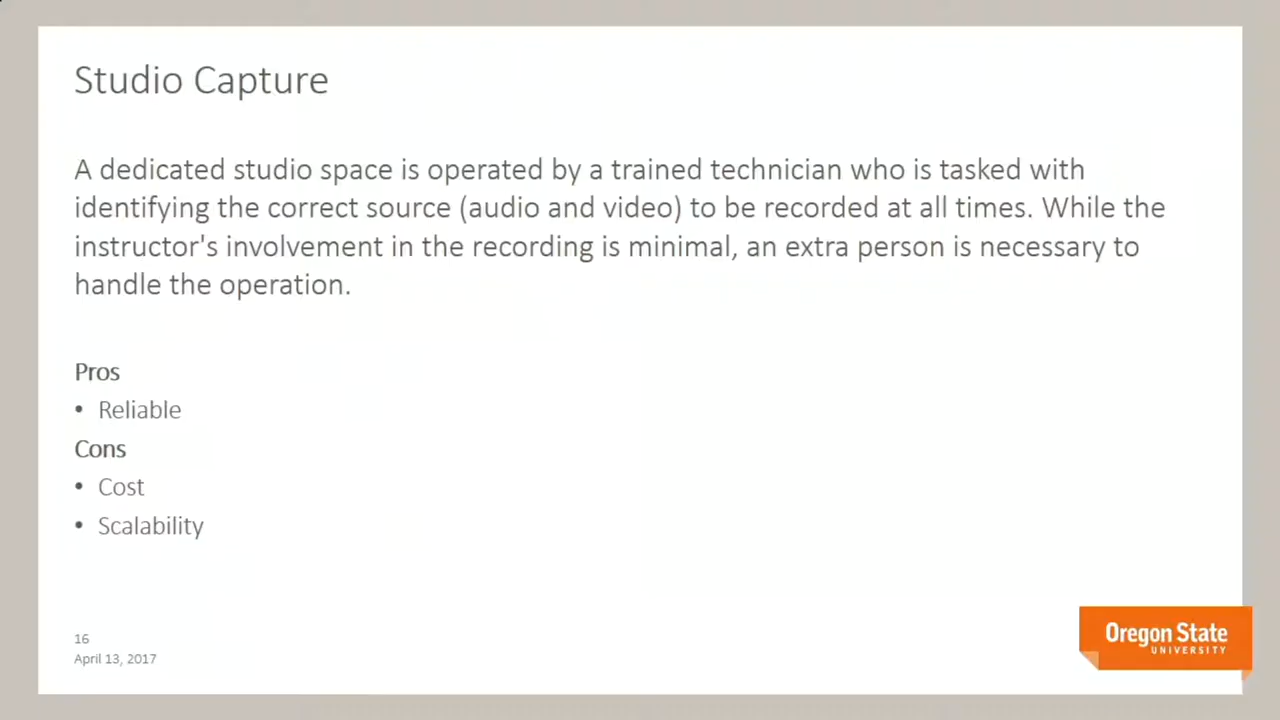 Studio Capture
A dedicated studio space is operated by a trained technician who is tasked with
identifying the correct source (audio and video) to be recorded at all times. While the
instructor's involvement in the recording is minimal, an extra person is necessary to
handle the operation.
Pros
• Reliable
Cons
• Cost
• Scalability
16
April 13, 2017
Oregon State
UNIVERSITY